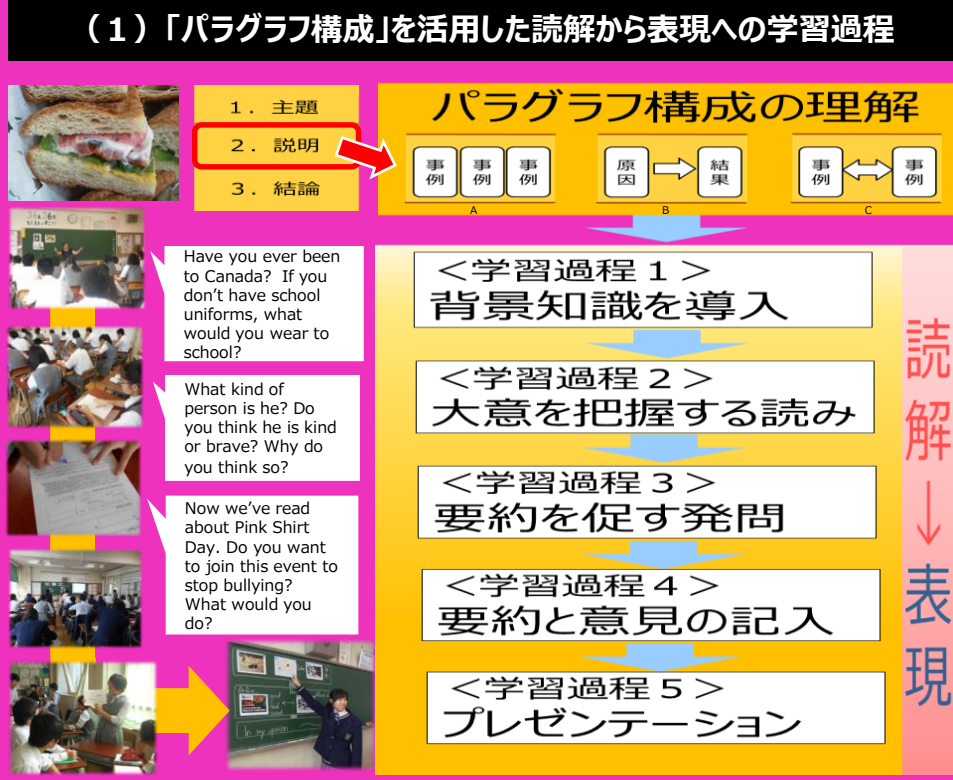 （１）「パラグラフ構成」を活用した読解から表現への学習過程
１．主題
２．説明
３．結論
パラグラフ構成の理解
事例
事例
事例
A
原因
結果
B
事例
事例
C
Have you ever been
to Canada? If you
don't have school
uniforms, what
would you wear to
school?
What kind of
person is he? Do
you think he is kind
or brave? Why do
you think so?
Now we've read
about Pink Shirt
Day. Do you want
to join this event to
stop bullying?
What would you
do?
In my opinion
＜学習過程１＞
背景知識を導入
＜学習過程２＞
大意を把握する読み
＜学習過程３＞
要約を促す発問
＜学習過程４＞
要約と意見の記入
＜学習過程５＞
プレゼンテーション
読解→表現